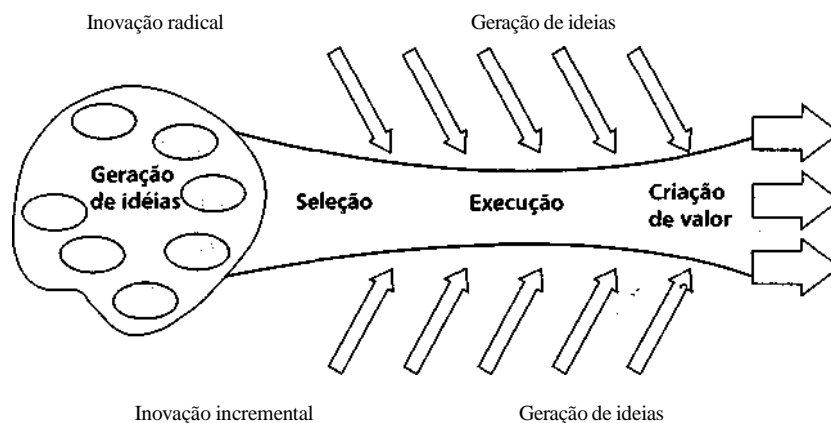 Inovação radical
Geração de ideias
Geração
de idéias
Seleção
Execução
Criação
de valor
Inovação incremental
Geração de ideias